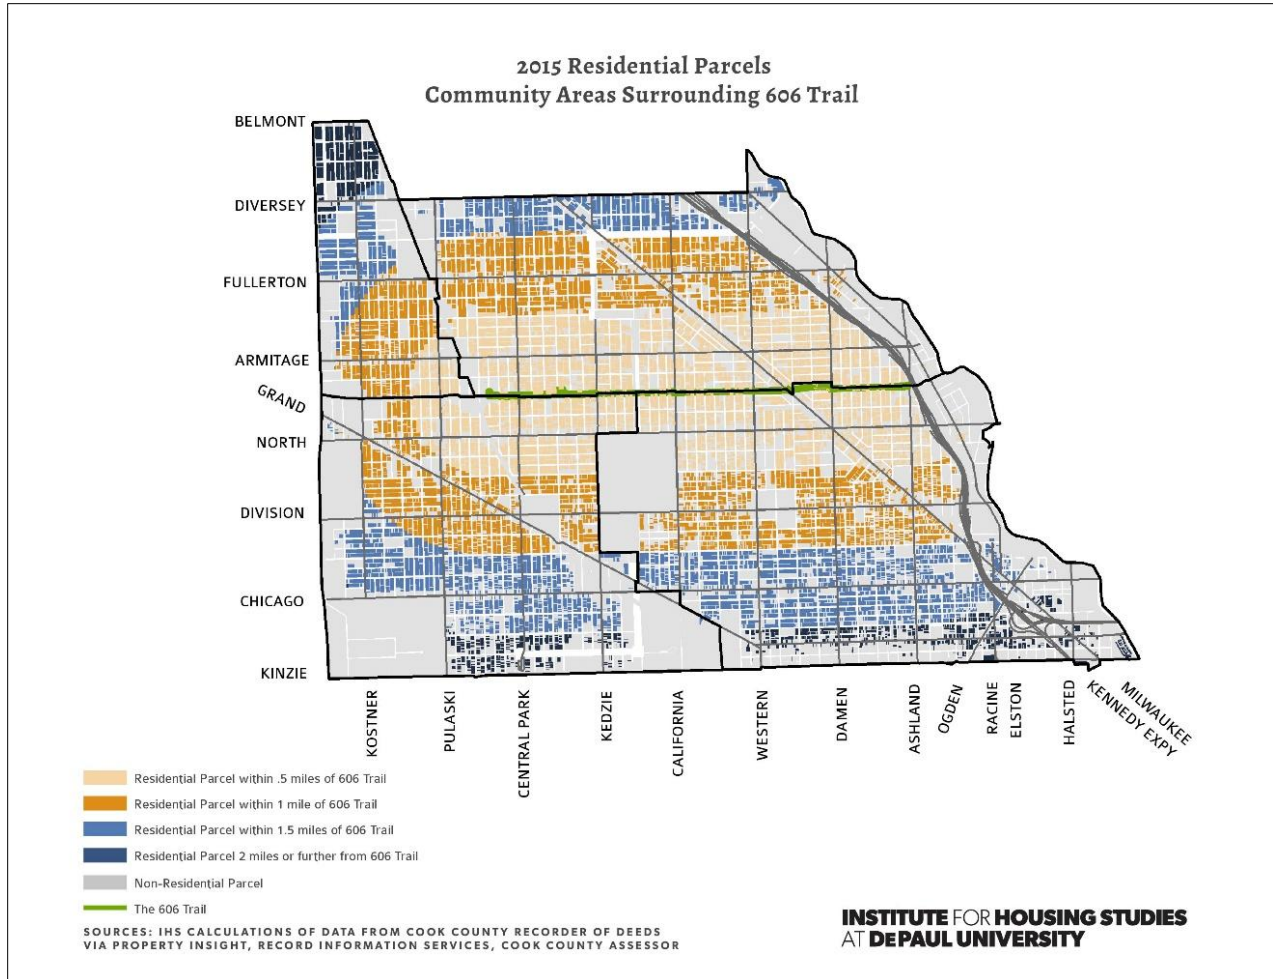 2015 Residential Parcels
Community Areas Surrounding 606 Trail
BELMONT
DIVERSEY
FULLERTON
ARMITAGE
GRAND
NORTH
DIVISION
CHICAGO
KINZIE
KOSTNER
PULASKI
CENTRAL PARK
KEDZIE
CALIFORNIA
WESTERN
DAMEN
ASHLAND
OGDEN
RACINE
ELSTON
HALSTED
KENNEDY EXPY
MILWAUKEE
Residential Parcel within .5 miles of 606 Trail
Residential Parcel within 1 mile of 606 Trail
Residential Parcel within 1.5 miles of 606 Trail
Residential Parcel 2 miles or further from 606 Trail
Non-Residential Parcel
The 606 Trail
SOURCES: IHS CALCULATIONS OF DATA FROM COOK COUNTY RECORDER OF DEEDS
VIA PROPERTY INSIGHT, RECORD INFORMATION SERVICES, COOK COUNTY ASSESSOR
INSTITUTE FOR HOUSING STUDIES
AT DEPAUL UNIVERSITY